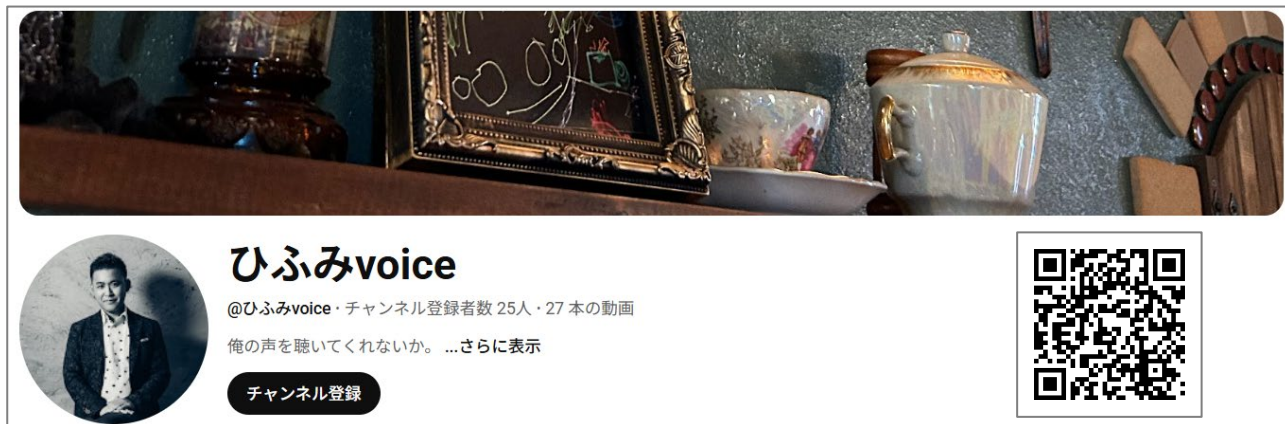 ひふみvoice
@ひふみvoice・チャンネル登録者数 25人・27 本の動画
俺の声を聴いてくれないか。 ...さらに表示
チャンネル登録